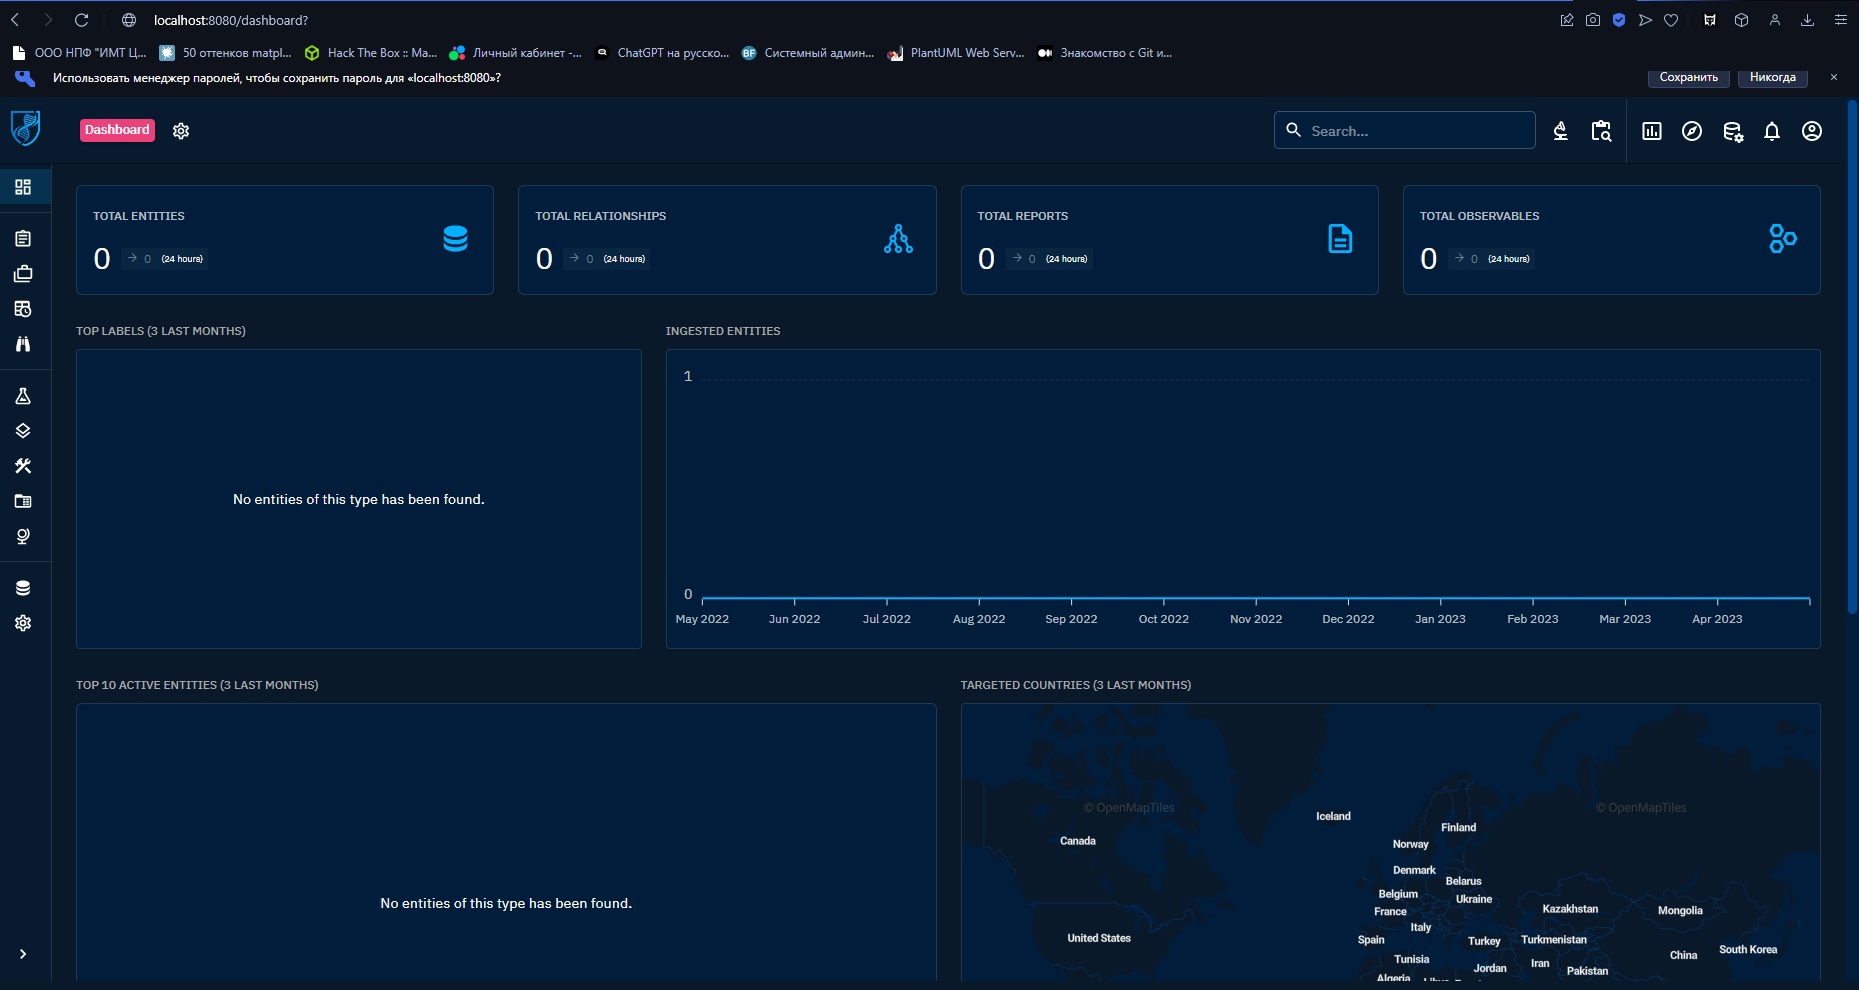 localhost:8080/dashboard?
ООО НПФ "ИМТ Ц...
50 оттенков matpl...
Hack The Box :: Ma...
Личный кабинет -...
ChatGPT на русско...
BF
Системный админ...
PlantUML Web Serv...
Знакомство с Git и...
Использовать менеджер паролей, чтобы сохранить пароль для «localhost:8080»?
Сохранить
Никогда
Dashboard
Search...
TOTAL ENTITIES
0
0
(24 hours)
TOTAL RELATIONSHIPS
0
0
(24 hours)
TOTAL REPORTS
0
0
(24 hours)
TOTAL OBSERVABLES
0
0
(24 hours)
TOP LABELS (3 LAST MONTHS)
No entities of this type has been found.
INGESTED ENTITIES
1
0
May 2022
Jun 2022
Jul 2022
Aug 2022
Sep 2022
Oct 2022
Nov 2022
Dec 2022
Jan 2023
Feb 2023
Mar 2023
Apr 2023
TOP 10 ACTIVE ENTITIES (3 LAST MONTHS)
No entities of this type has been found.
TARGETED COUNTRIES (3 LAST MONTHS)
© OpenMapTiles
© OpenMapTiles
Iceland
Finland
Canada
Norway
Denmark
Belarus
Belgium
Ukraine
France
Kazakhstan
Mongolia
Italy
United States
Spain
Turkey
Turkmenistan
South Korea
China
Tunisia
Iran
Jordan
Pakistan
Algeria